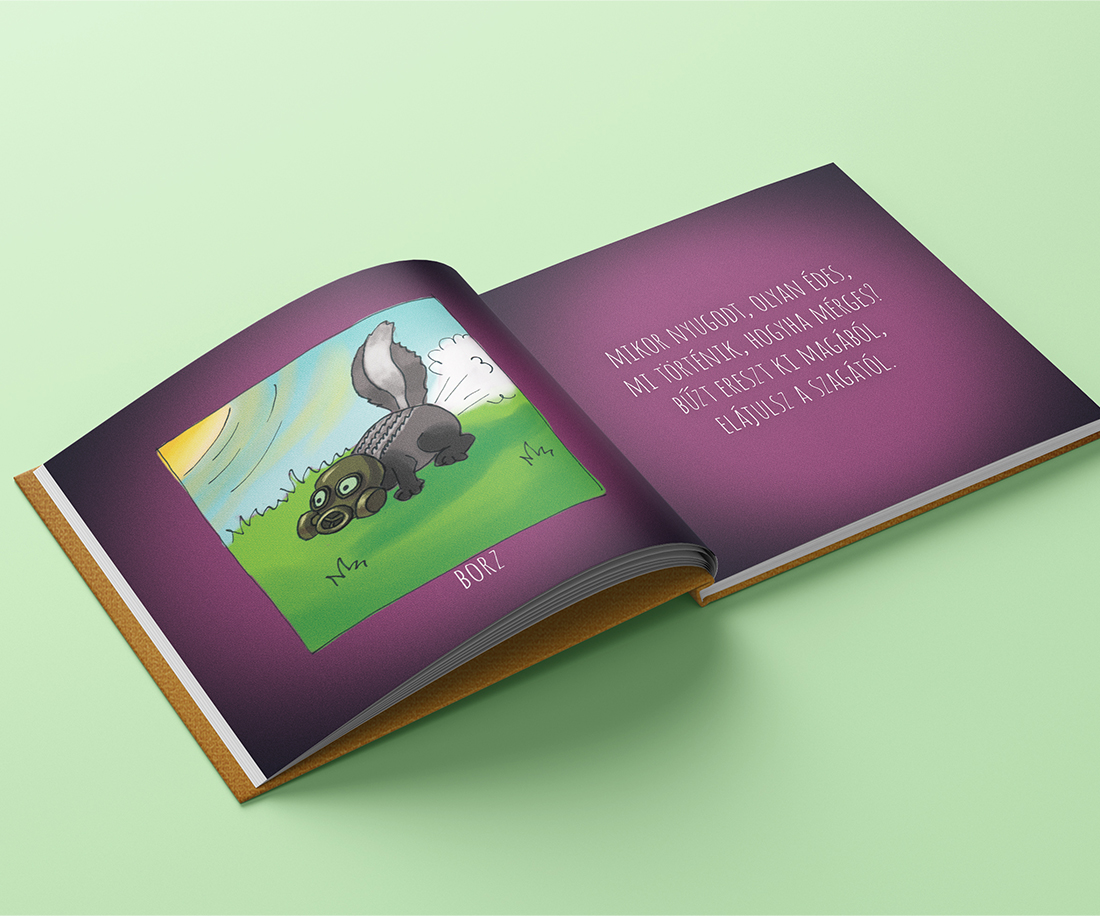 BORZ
MIKOR NYUGODT, OLYAN ÉDES,
MI TÖRTÉNIK, HOGYHA MÉRGES?
BŰZT ERESZT KI MAGÁBÓL,
ELÁJULSZ A SZAGÁTÓL.